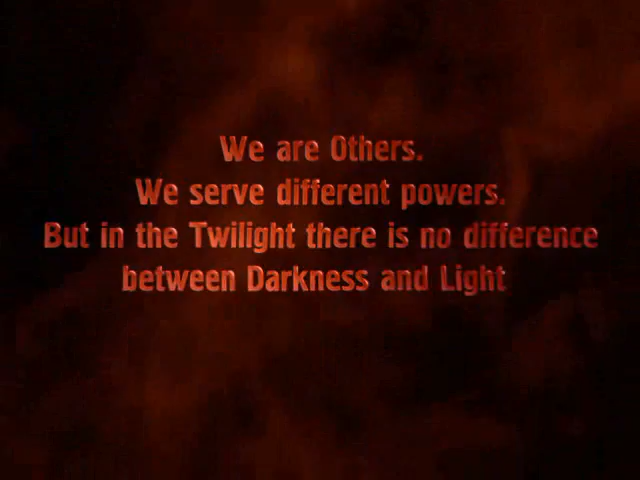 We are Others.
We serve different powers.
But in the Twilight there is no difference
between Darkness and Light